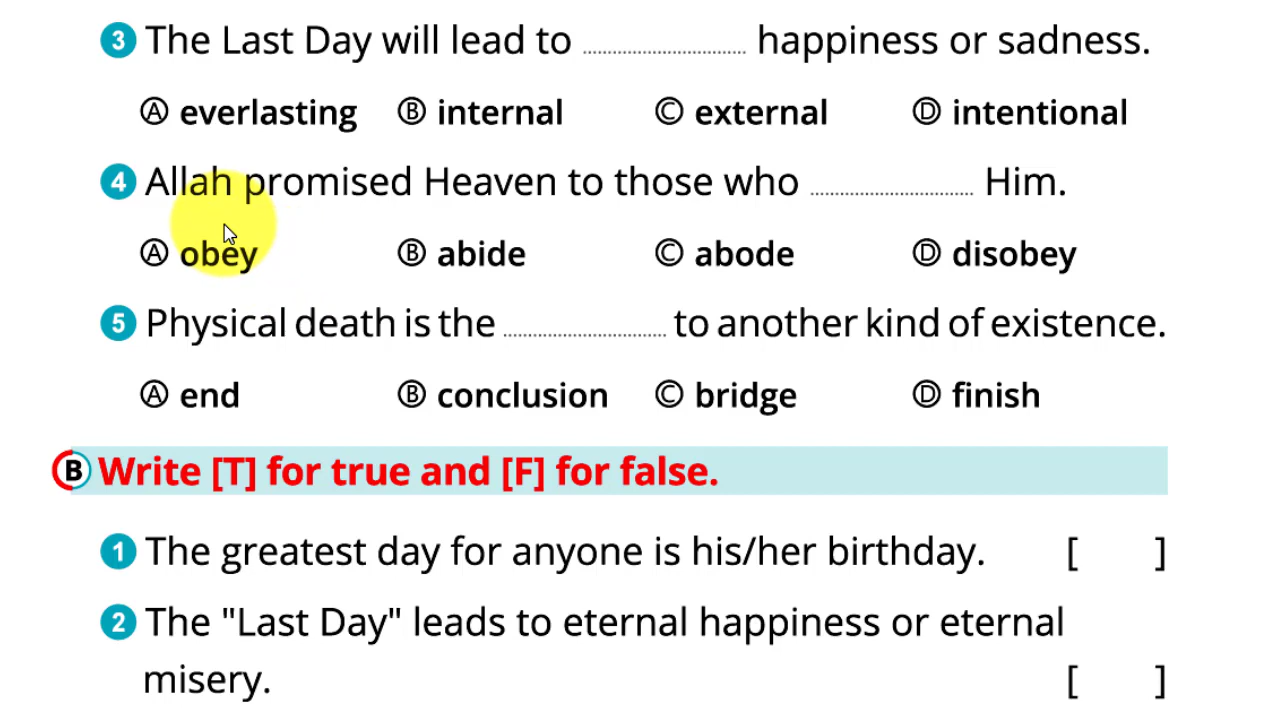 3 The Last Day will lead to ................................ happiness or sadness.
Ⓐ everlasting Ⓑ internal Ⓒ external Ⓓ intentional
4 Allah promised Heaven to those who ................................ Him.
Ⓐ obey Ⓑ abide Ⓒ abode Ⓓ disobey
5 Physical death is the ................................ to another kind of existence.
Ⓐ end Ⓑ conclusion Ⓒ bridge Ⓓ finish
B Write [T] for true and [F] for false.
1 The greatest day for anyone is his/her birthday. [ ]
2 The "Last Day" leads to eternal happiness or eternal
misery. [ ]